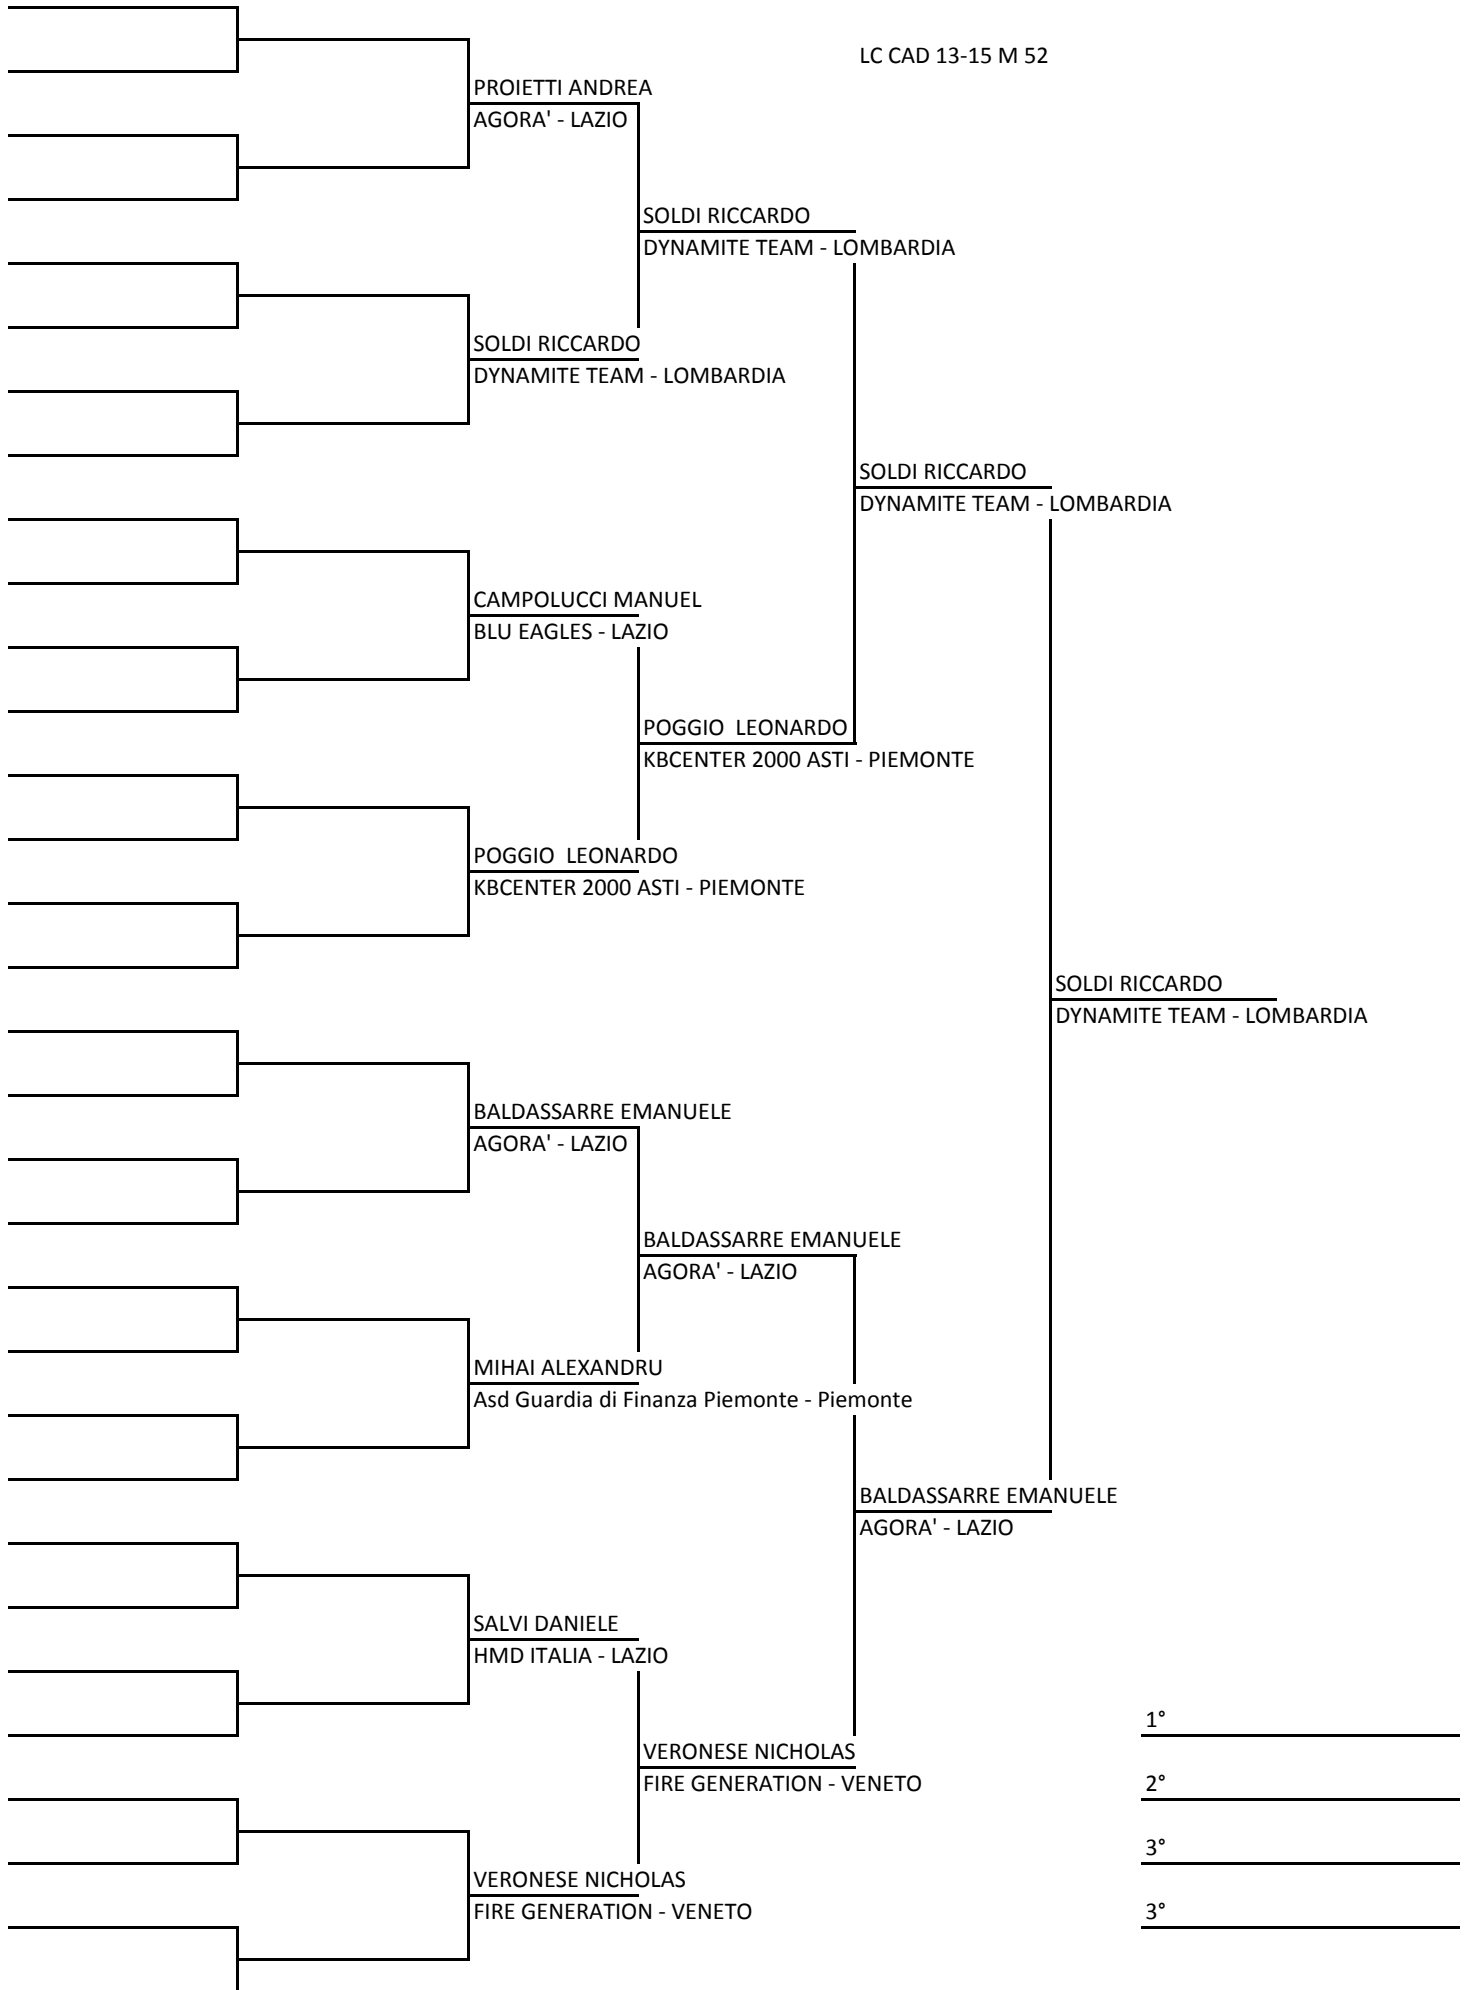 LC CAD 13-15 M 52
PROIETTI ANDREA
AGORA' - LAZIO
SOLDI RICCARDO
DYNAMITE TEAM - LOMBARDIA
SOLDI RICCARDO
DYNAMITE TEAM - LOMBARDIA
SOLDI RICCARDO
DYNAMITE TEAM - LOMBARDIA
CAMPOLUCCI MANUEL
BLU EAGLES - LAZIO
POGGIO  LEONARDO
KBCENTER 2000 ASTI - PIEMONTE
POGGIO  LEONARDO
KBCENTER 2000 ASTI - PIEMONTE
SOLDI RICCARDO
DYNAMITE TEAM - LOMBARDIA
BALDASSARRE EMANUELE
AGORA' - LAZIO
BALDASSARRE EMANUELE
AGORA' - LAZIO
MIHAI ALEXANDRU
Asd Guardia di Finanza Piemonte - Piemonte
BALDASSARRE EMANUELE
AGORA' - LAZIO
SALVI DANIELE
HMD ITALIA - LAZIO
1°
VERONESE NICHOLAS
FIRE GENERATION - VENETO
2°
3°
VERONESE NICHOLAS
FIRE GENERATION - VENETO
3°